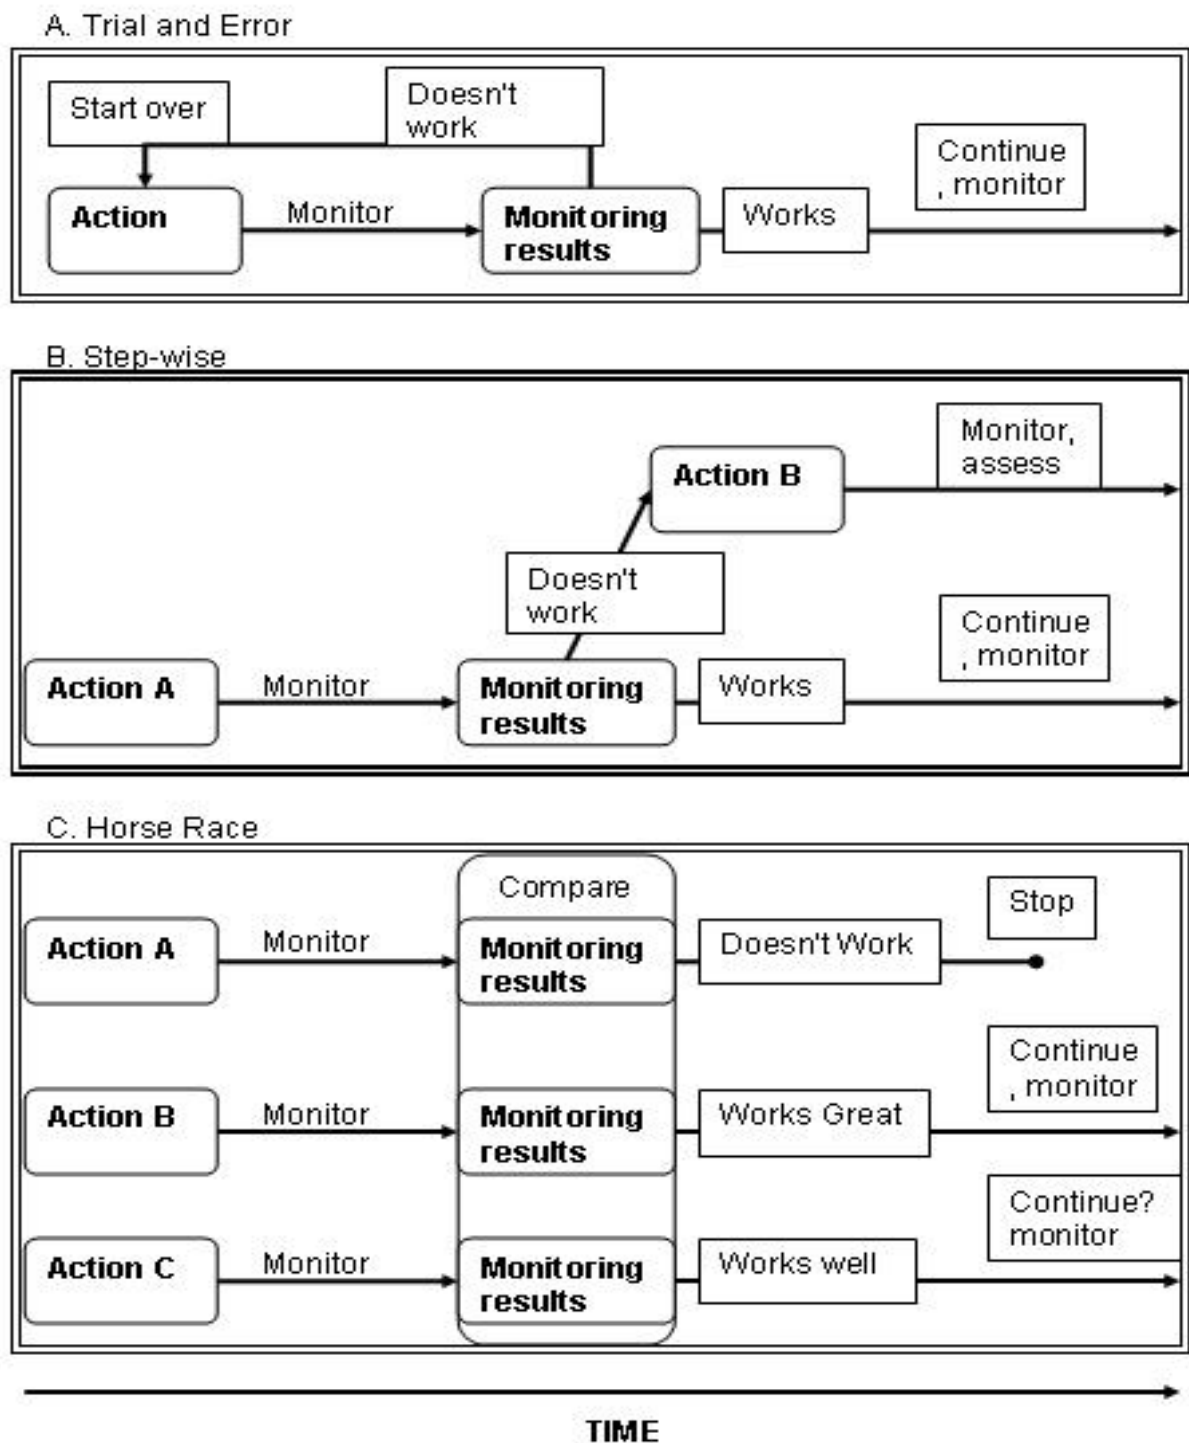 A. Trial and Error
Start over
Doesn't
work
Continue
, monitor
Action
Monitor
Monitoring
results
Works
B. Step-wise
Monitor,
assess
Action B
Doesn't
work
Continue
, monitor
Action A
Monitor
Monitoring
results
Works
C. Horse Race
Compare
Stop
Action A
Monitor
Monitoring
results
Doesn't Work
Continue
, monitor
Action B
Monitor
Monitoring
results
Works Great
Continue?
monitor
Action C
Monitor
Monitoring
results
Works well
TIME